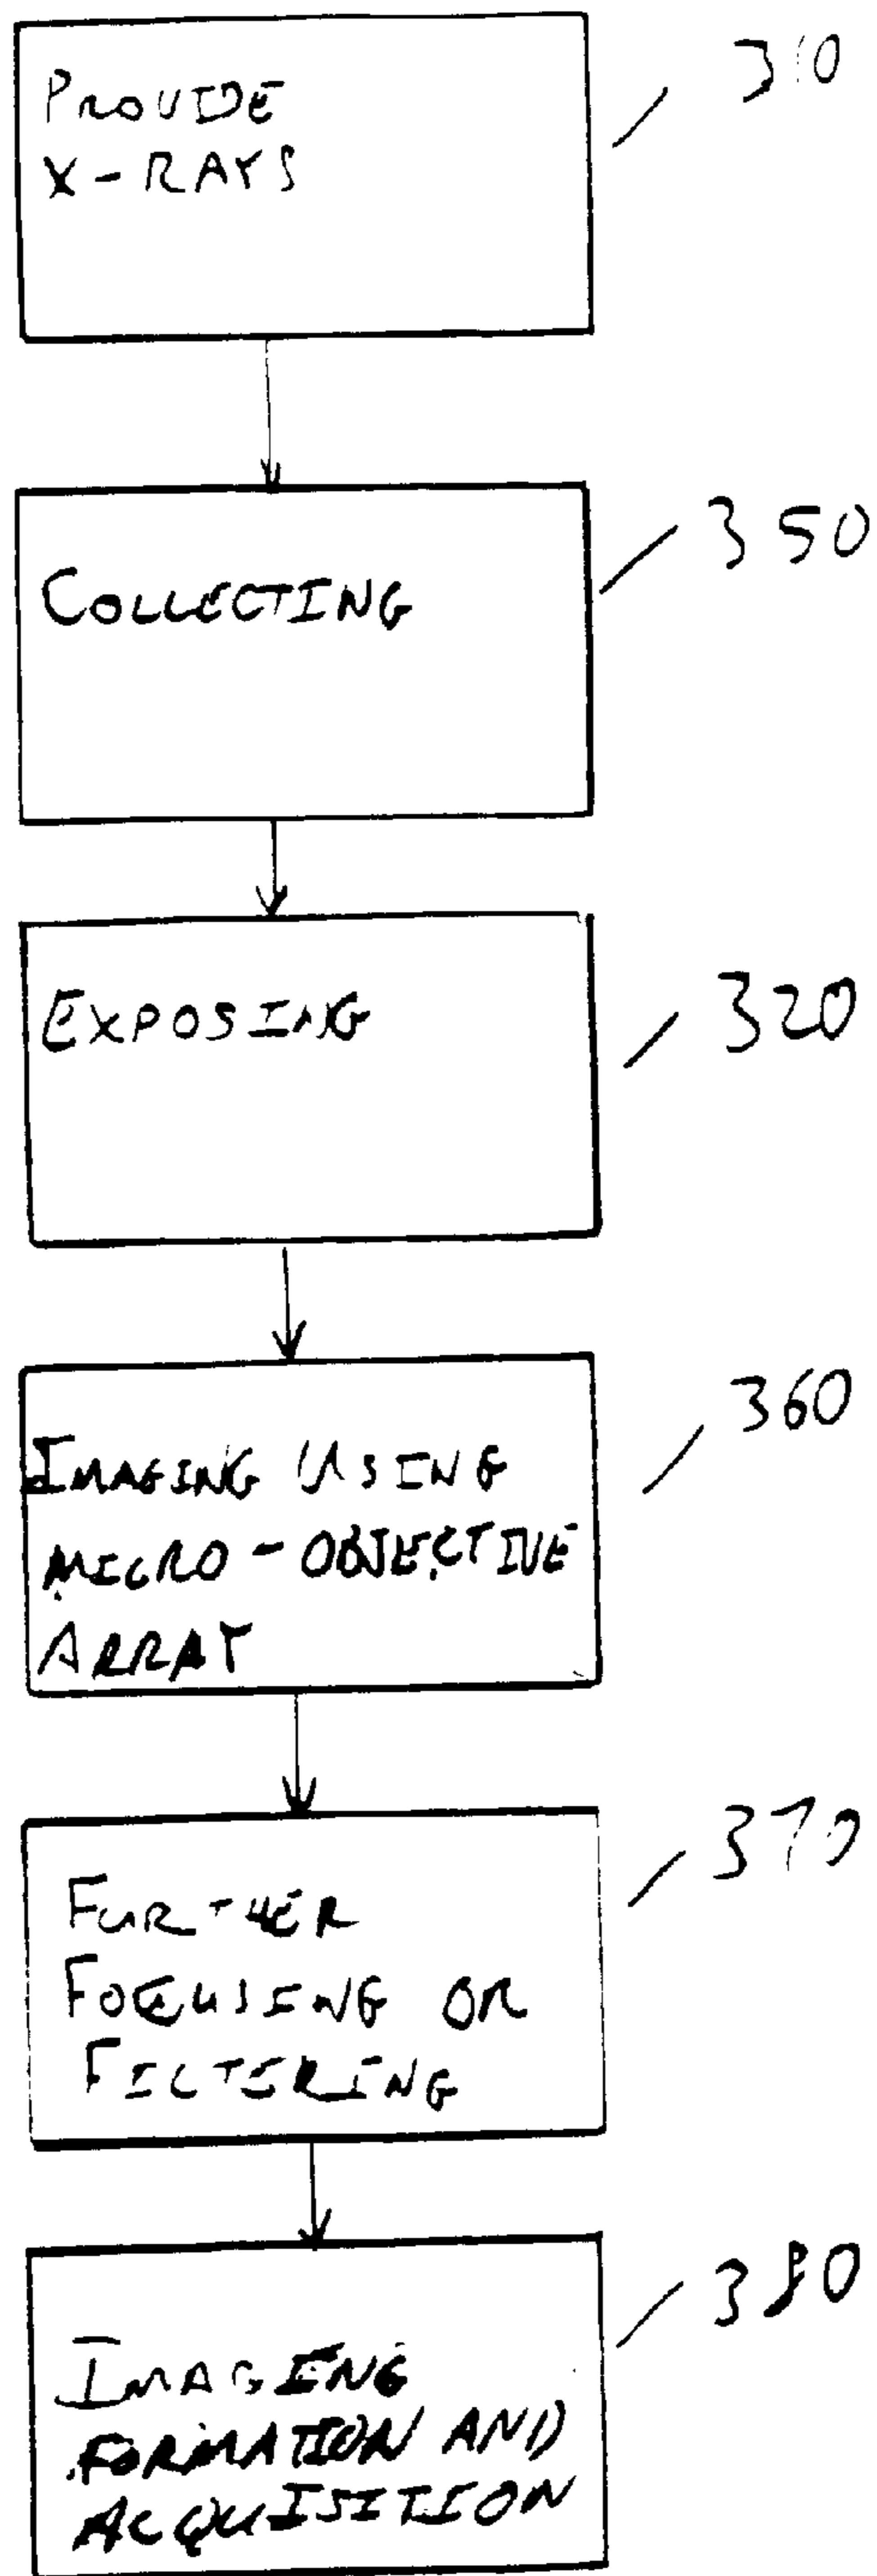 PROVIDE
X-RAYS
310
COLLECTING
350
EXPOSING
320
IMAGING USING
MICRO-OBJECTIVE
ARRAY
360
FURTHER
FOCUSING OR
FILTERING
370
IMAGEING
FORMATION AND
ACQUISITION
380